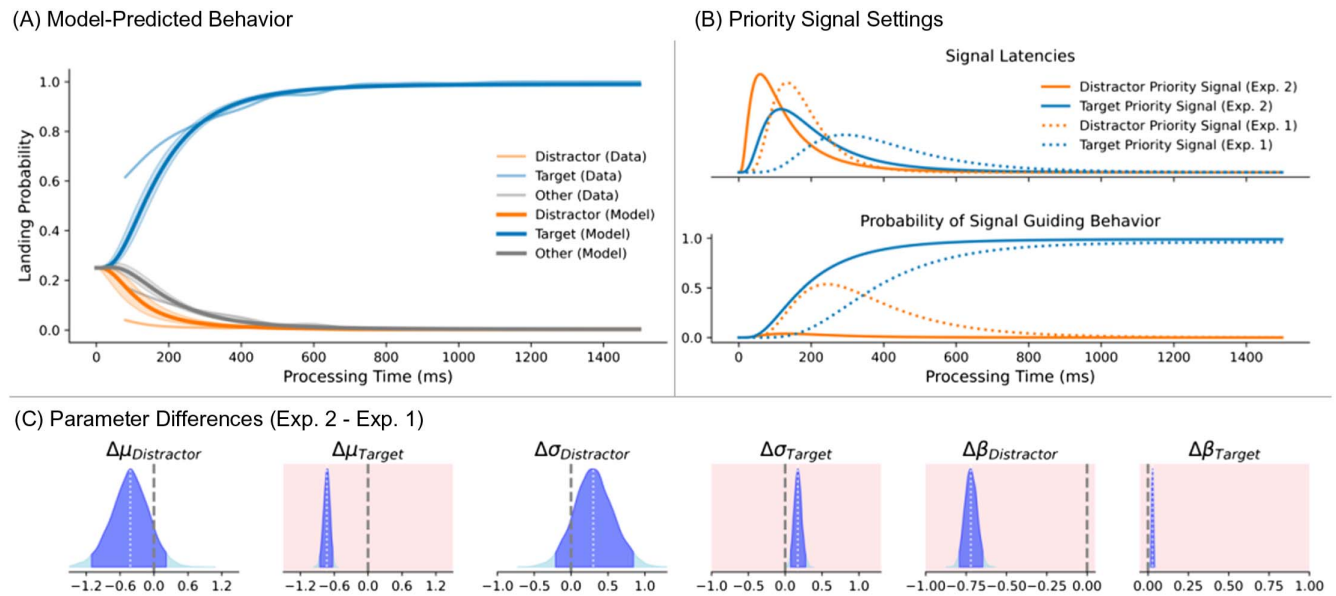 (A) Model-Predicted Behavior
1.0
0.8
0.6
0.4
0.2
0.0
Landing Probability
Distractor (Data)
Target (Data)
Other (Data)
Distractor (Model)
Target (Model)
Other (Model)
0 200 400 600 800 1000 1200 1400
Processing Time (ms)
(B) Priority Signal Settings
Signal Latencies
Distractor Priority Signal (Exp. 2)
Target Priority Signal (Exp. 2)
Distractor Priority Signal (Exp. 1)
Target Priority Signal (Exp. 1)
Probability of Signal Guiding Behavior
1.0
0.5
0.0
0 200 400 600 800 1000 1200 1400
Processing Time (ms)
(C) Parameter Differences (Exp. 2 - Exp. 1)
Δμ_Distractor
−1.2 −0.6 0.0 0.6 1.2
Δμ_Target
−1.2 −0.6 0.0 0.6 1.2
Δσ_Distractor
−1.0 −0.5 0.0 0.5 1.0
Δσ_Target
−1.0 −0.5 0.0 0.5 1.0
Δβ_Distractor
−1.00 −0.75 −0.50 −0.25 0.00
Δβ_Target
0.00 0.25 0.50 0.75 1.00